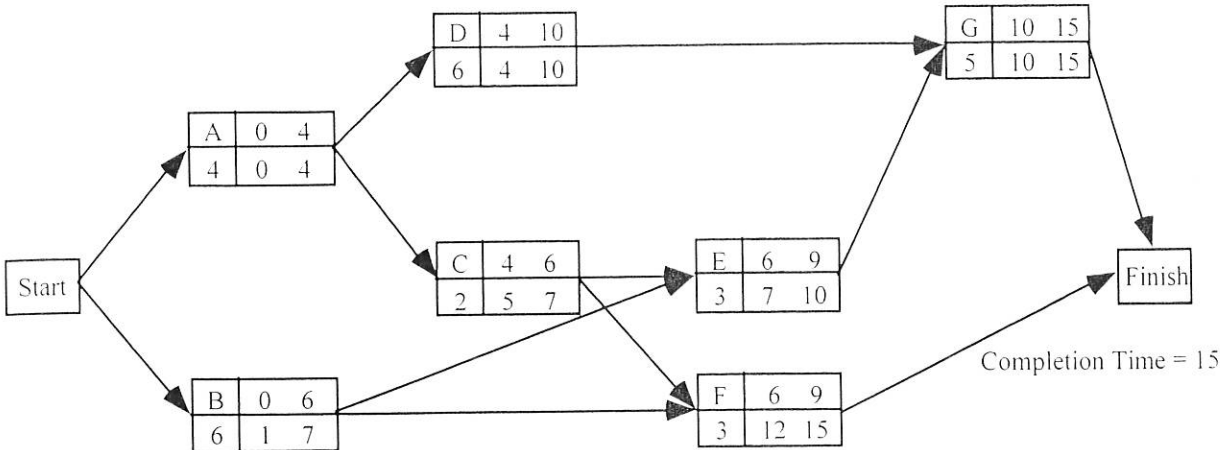 D 4 10
6 4 10
G 10 15
5 10 15
A 0 4
4 0 4
Start
C 4 6
2 5 7
E 6 9
3 7 10
Finish
Completion Time = 15
B 0 6
6 1 7
F 6 9
3 12 15